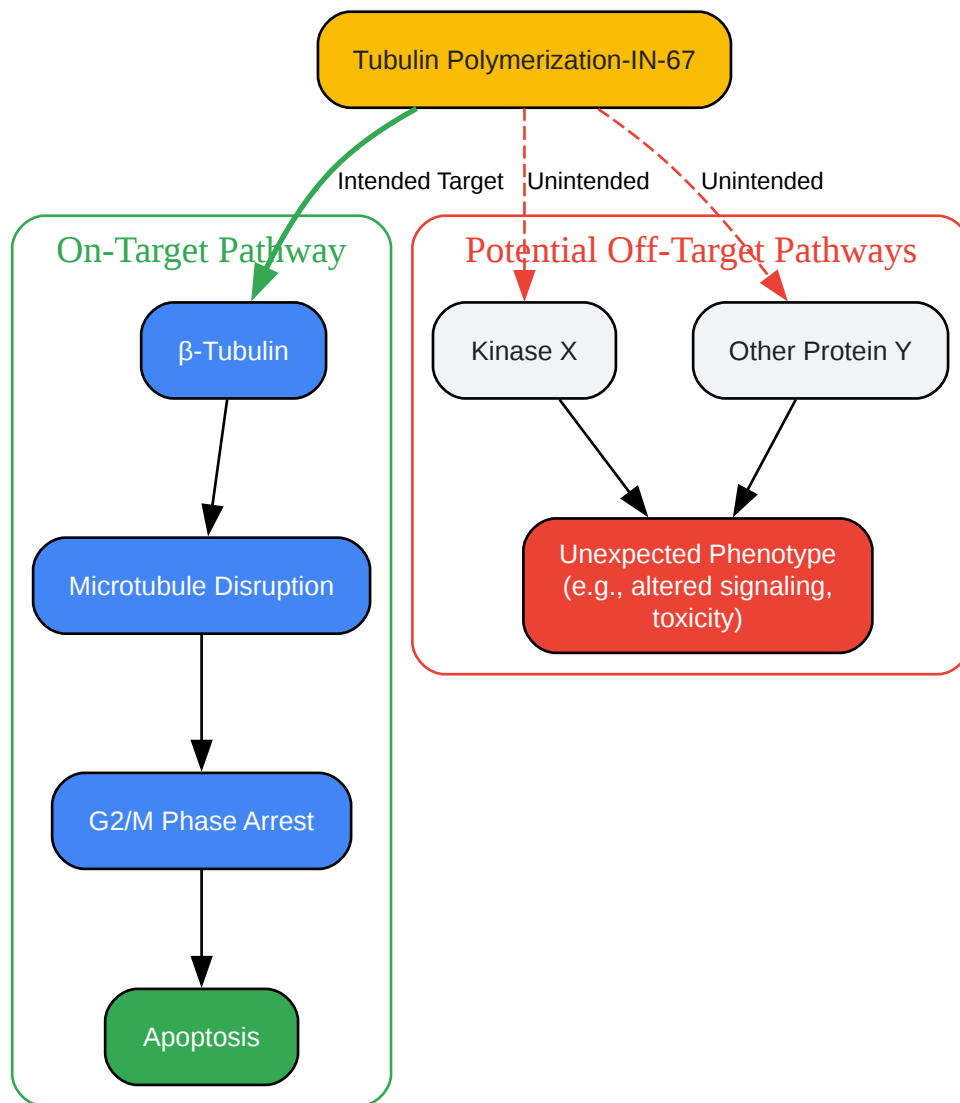 Tubulin Polymerization-IN-67
Intended Target
Unintended
Unintended
On-Target Pathway
Potential Off-Target Pathways
β-Tubulin
Kinase X
Other Protein Y
Microtubule Disruption
Unexpected Phenotype
(e.g., altered signaling,
toxicity)
G2/M Phase Arrest
Apoptosis